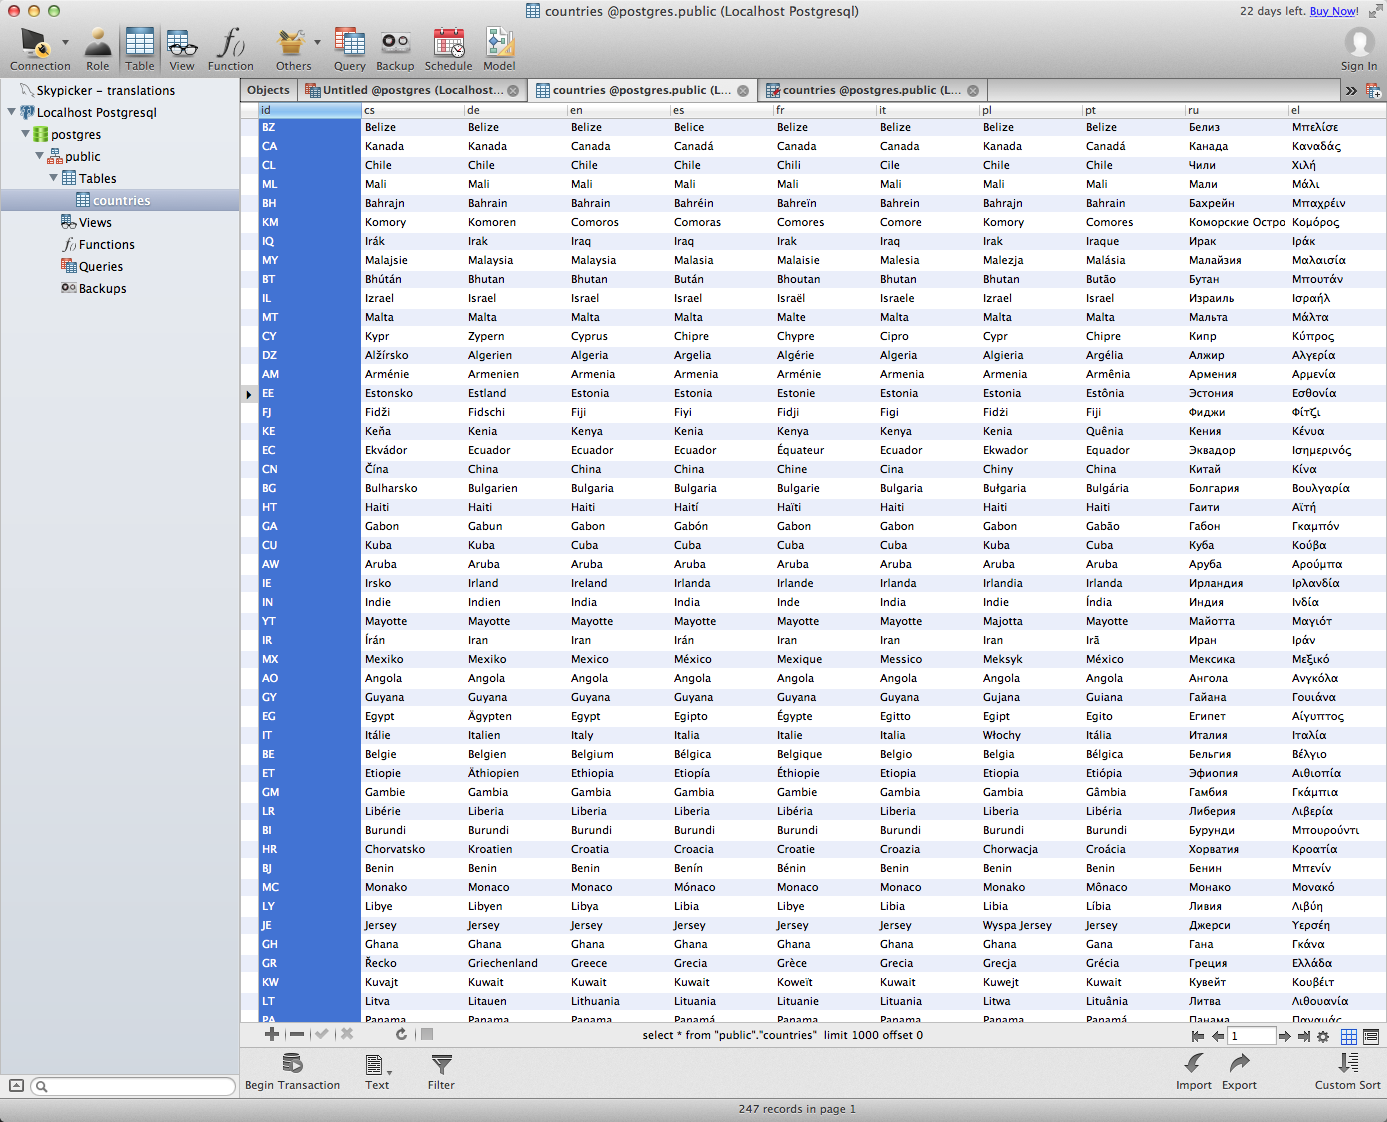 countries @postgres.public (Localhost Postgresql)
22 days left. Buy Now!
Connection Role Table View Function Others Query Backup Schedule Model Sign In
Skypicker - translations
Localhost Postgresql
postgres
public
Tables
countries
Views
Functions
Queries
Backups
Objects Untitled @postgres (Localhost... countries @postgres.public (L... countries @postgres.public (L...
id cs de en es fr it pl pt ru el
BZ Belize Belize Belize Belice Belize Belize Belize Belize Белиз Μπελίσε
CA Kanada Kanada Canada Canadá Canada Canada Kanada Canadá Канада Καναδάς
CL Chile Chile Chile Chile Chili Cile Chile Chile Чили Χιλή
ML Mali Mali Mali Mali Mali Mali Mali Mali Мали Μάλι
BH Bahrajn Bahrain Bahrain Bahréin Bahreïn Bahrein Bahrajn Bahrain Бахрейн Μπαχρέιν
KM Komory Komoren Comoros Comoras Comores Comore Komory Comores Коморские Остро Κομόρος
IQ Irák Irak Iraq Iraq Irak Iraq Irak Iraque Ирак Ιράκ
MY Malajsie Malaysia Malaysia Malasia Malaisie Malesia Malezja Malásia Малайзия Μαλαισία
BT Bhútán Bhutan Bhutan Bután Bhoutan Bhutan Bhutan Butão Бутан Μπουτάν
IL Izrael Israel Israel Israel Israël Israele Izrael Israel Израиль Ισραήλ
MT Malta Malta Malta Malta Malte Malta Malta Malta Мальта Μάλτα
CY Kypr Zypern Cyprus Chipre Chypre Cipro Cypr Chipre Кипр Κύπρος
DZ Alžírsko Algerien Algeria Argelia Algérie Algeria Algieria Argélia Алжир Αλγερία
AM Arménie Armenien Armenia Armenia Arménie Armenia Armenia Armênia Армения Αρμενία
EE Estonsko Estland Estonia Estonia Estonie Estonia Estonia Estônia Эстония Εσθονία
FJ Fidži Fidschi Fiji Fiyi Fidji Figi Fidżi Fiji Фиджи Φίτζι
KE Keňa Kenia Kenya Kenia Kenya Kenya Kenia Quênia Кения Κένυα
EC Ekvádor Ecuador Ecuador Ecuador Équateur Ecuador Ekwador Equador Эквадор Ισημερινός
CN Čína China China China Chine Cina Chiny China Китай Κίνα
BG Bulharsko Bulgarien Bulgaria Bulgaria Bulgarie Bulgaria Bułgaria Bulgária Болгария Βουλγαρία
HT Haiti Haiti Haiti Haití Haïti Haiti Haiti Haiti Гаити Αϊτή
GA Gabon Gabun Gabon Gabón Gabon Gabon Gabon Gabão Габон Γκαμπόν
CU Kuba Kuba Cuba Cuba Cuba Cuba Kuba Cuba Куба Κούβα
AW Aruba Aruba Aruba Aruba Aruba Aruba Aruba Aruba Аруба Αρούμπα
IE Irsko Irland Ireland Irlanda Irlande Irlanda Irlandia Irlanda Ирландия Ιρλανδία
IN Indie Indien India India Inde India Indie Índia Индия Ινδία
YT Mayotte Mayotte Mayotte Mayotte Mayotte Mayotte Majotta Mayotte Майотта Μαγιότ
IR Írán Iran Iran Irán Iran Iran Iran Irã Иран Ιράν
MX Mexiko Mexiko Mexico México Mexique Messico Meksyk México Мексика Μεξικό
AO Angola Angola Angola Angola Angola Angola Angola Angola Ангола Ανγκόλα
GY Guyana Guyana Guyana Guyana Guyana Guyana Gujana Guiana Гайана Γουιάνα
EG Egypt Ägypten Egypt Egipto Égypte Egitto Egipt Egito Египет Αίγυπτος
IT Itálie Italien Italy Italia Italie Italia Włochy Itália Италия Ιταλία
BE Belgie Belgien Belgium Bélgica Belgique Belgio Belgia Bélgica Бельгия Βέλγιο
ET Etiopie Äthiopien Ethiopia Etiopía Éthiopie Etiopia Etiopia Etiópia Эфиопия Αιθιοπία
GM Gambie Gambia Gambia Gambia Gambie Gambia Gambia Gâmbia Гамбия Γκάμπια
LR Libérie Liberia Liberia Liberia Libéria Liberia Liberia Libéria Либерия Λιβερία
BI Burundi Burundi Burundi Burundi Burundi Burundi Burundi Burundi Бурунди Μπουρούντι
HR Chorvatsko Kroatien Croatia Croacia Croatie Croazia Chorwacja Croácia Хорватия Κροατία
BJ Benin Benin Benin Benín Bénin Benin Benin Benin Бенин Μπενίν
MC Monako Monaco Monaco Mónaco Monaco Monaco Monako Mônaco Монако Μονακό
LY Libye Libyen Libya Libia Libye Libia Libia Líbia Ливия Λιβύη
JE Jersey Jersey Jersey Jersey Jersey Jersey Wyspa Jersey Jersey Джерси Υερσέη
GH Ghana Ghana Ghana Ghana Ghana Ghana Ghana Gana Гана Γκάνα
GR Řecko Griechenland Greece Grecia Grèce Grecia Grecja Grécia Греция Ελλάδα
KW Kuvajt Kuwait Kuwait Kuwait Koweït Kuwait Kuwejt Kuwait Кувейт Κουβέιτ
LT Litva Litauen Lithuania Lituania Lituanie Lituania Litwa Lituânia Литва Λιθουανία
PA Panama Panama Panama Panamá Panama Panama Panama Panamá Панама Παναμάς
select * from "public"."countries" limit 1000 offset 0
1
Begin Transaction Text Filter Import Export Custom Sort
247 records in page 1